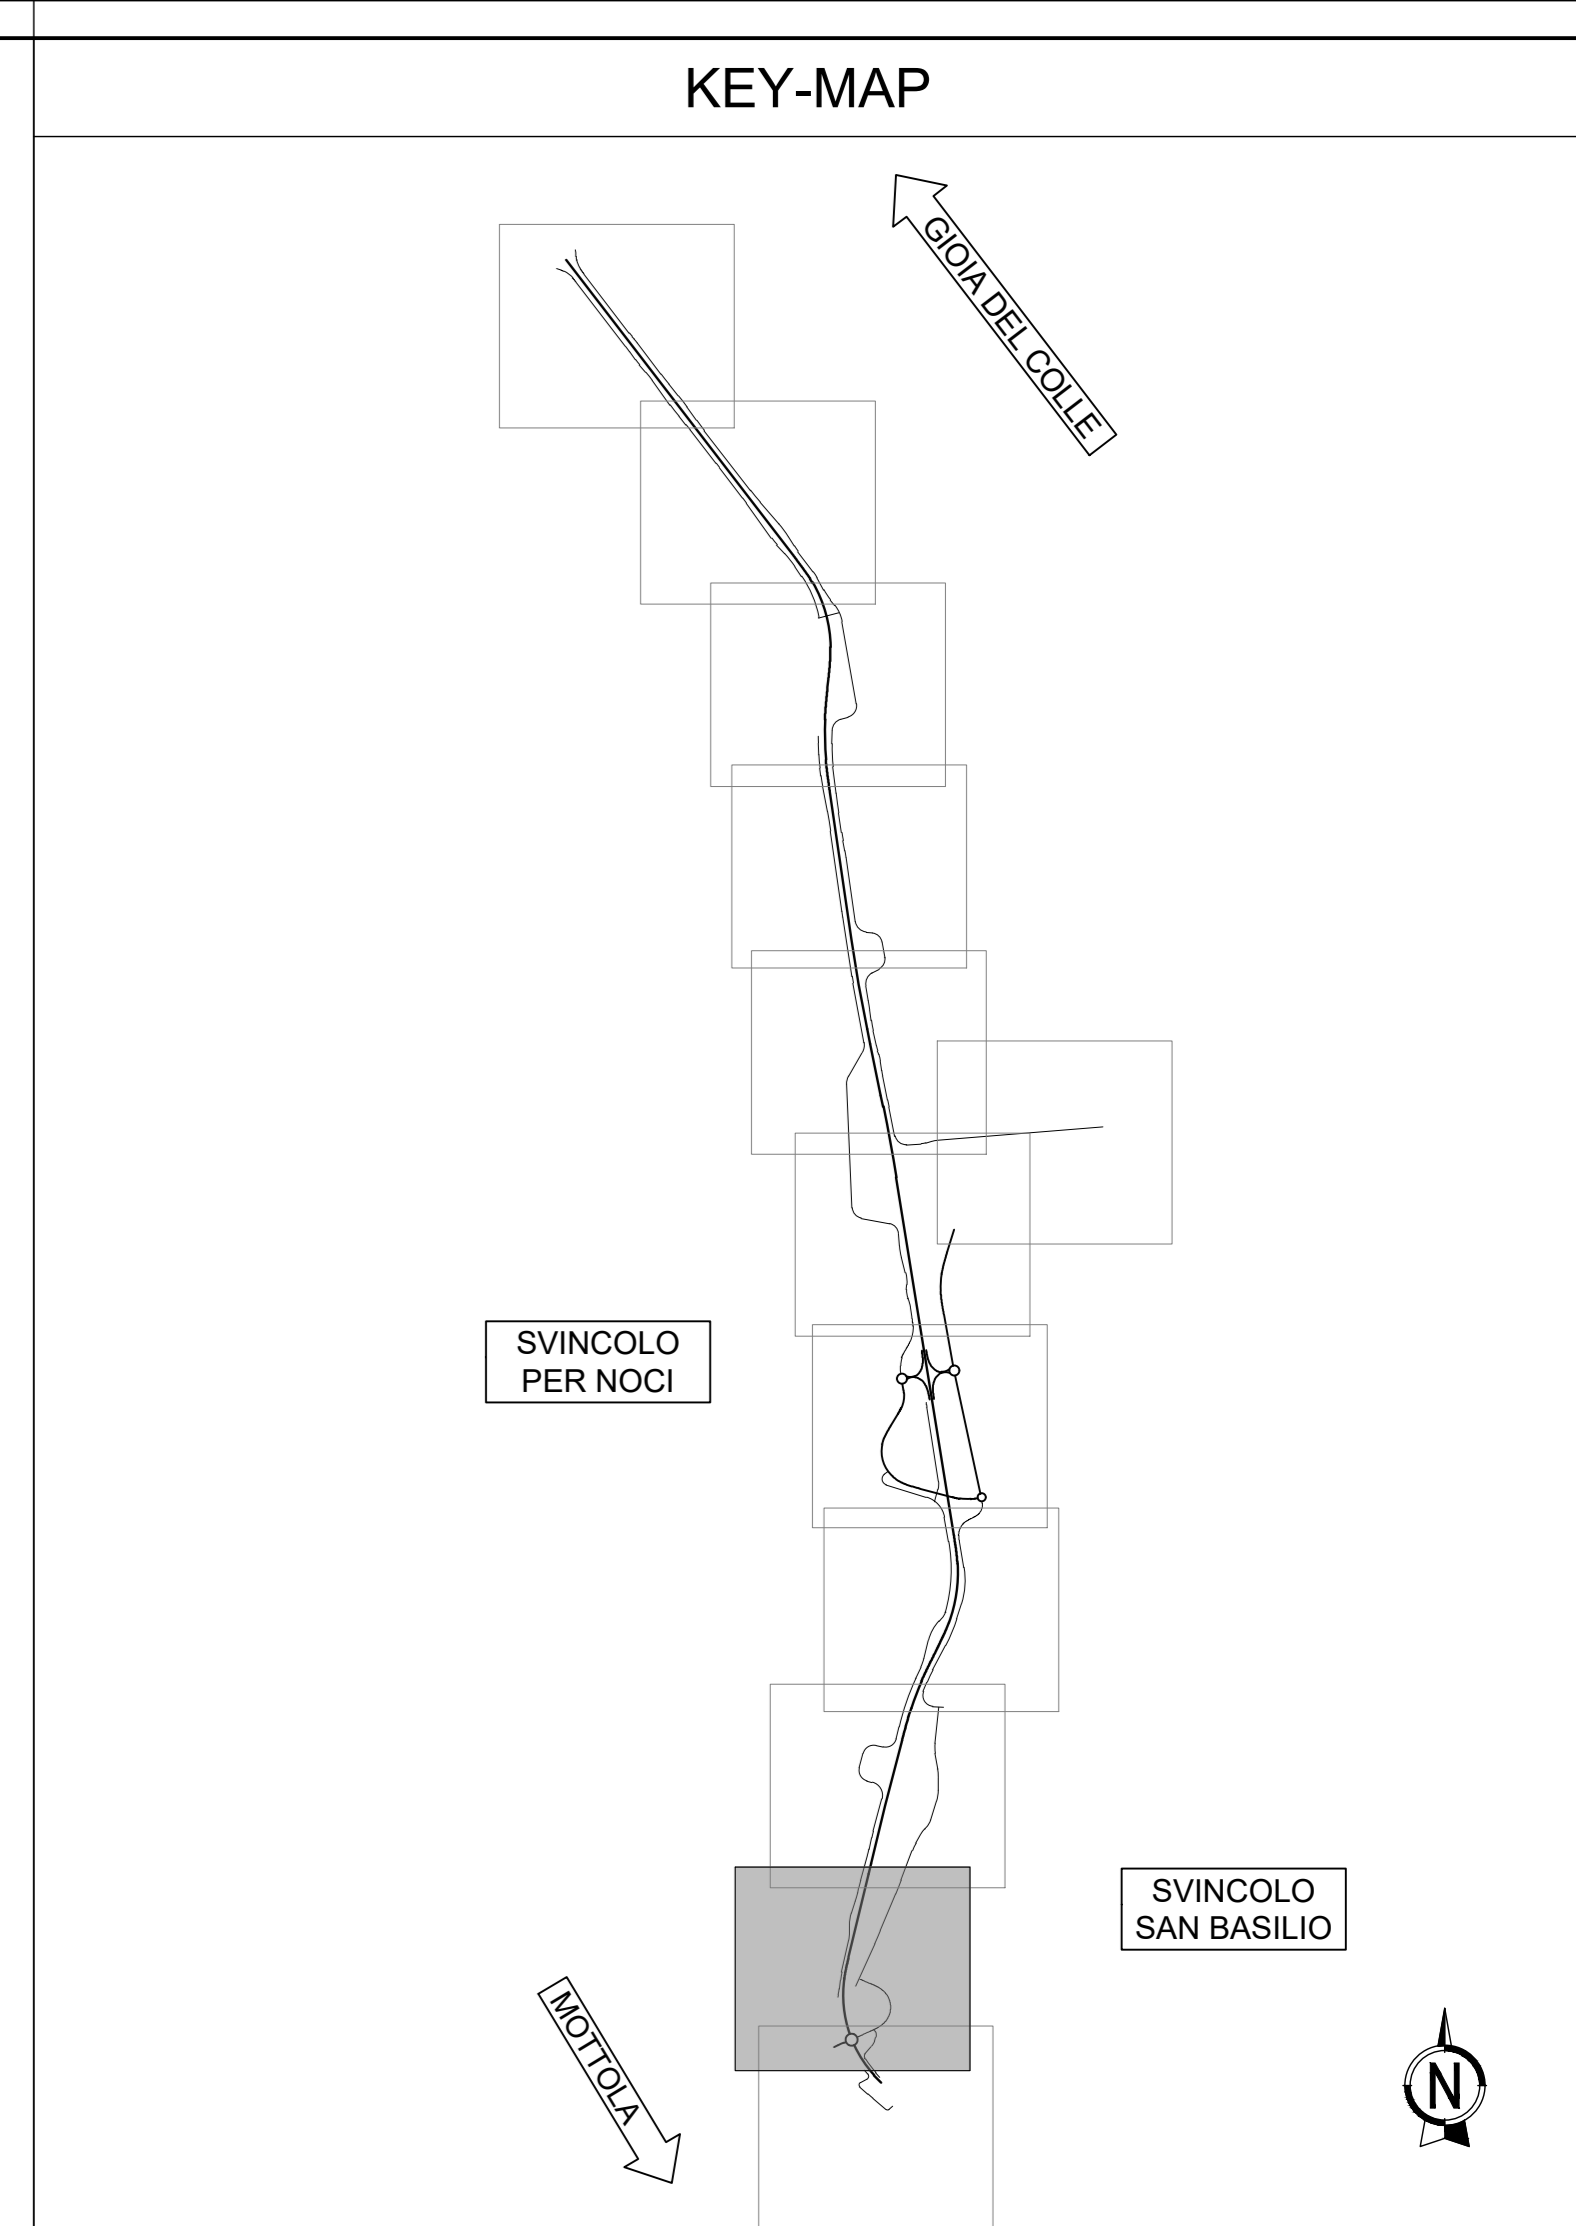 KEY-MAP
GIOIA DEL COLLE
SVINCOLO
PER NOCI
SVINCOLO
SAN BASILIO
MOTTOLA
N